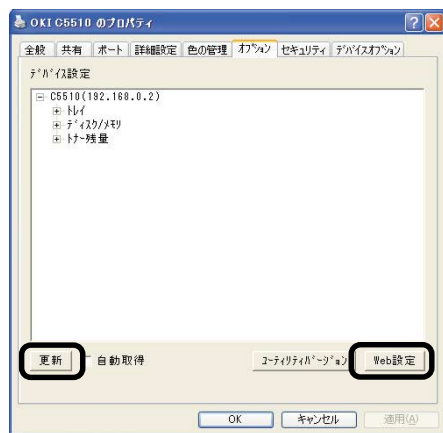 OKI C5510 のプロパティ
全般 共有 ポート 詳細設定 色の管理 ｵﾌﾟｼｮﾝ セキュリティ ﾃﾞﾊﾞｲｽｵﾌﾟｼｮﾝ
ﾃﾞﾊﾞｲｽ設定
C5510(192.168.0.2)
ﾄﾚｲ
ﾃﾞｨｽｸ/ﾒﾓﾘ
ﾄﾅｰ残量
更新 自動取得 ﾕｰﾃｨﾘﾃｨﾊﾞｰｼﾞｮﾝ Web設定
OK キャンセル 適用(A)